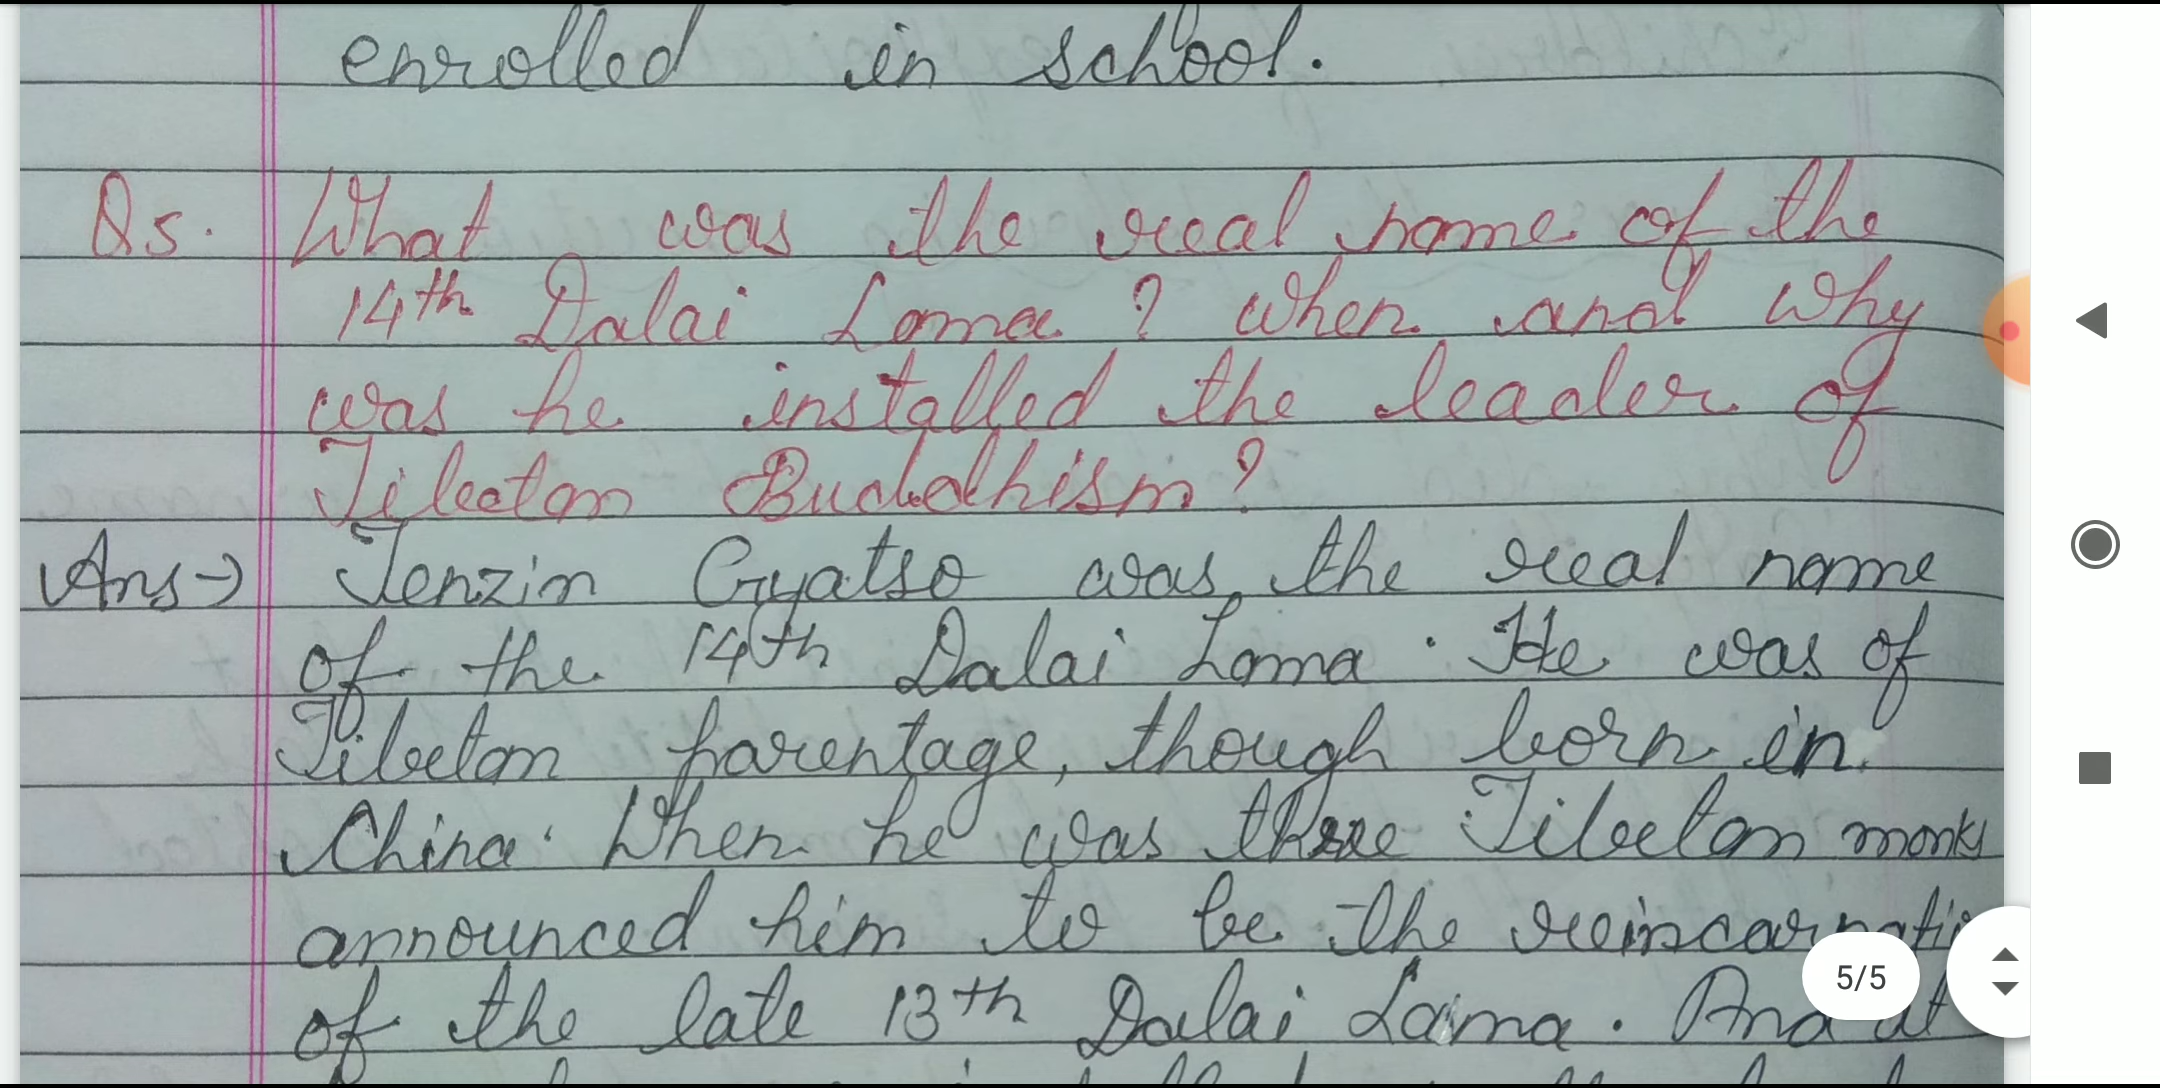 enrolled in school.
Q5. What was the real name of the
14th Dalai Lama? When and why
was he installed the leader of
Tibetan Buddhism?
Ans→ Tenzin Gyatso was the real name
of the 14th Dalai Lama. He was of
Tibetan parentage, though born in
China. When he was three Tibetan monks
announced him to be the reincarnatio
of the late 13th Dalai Lama. And at
5/5